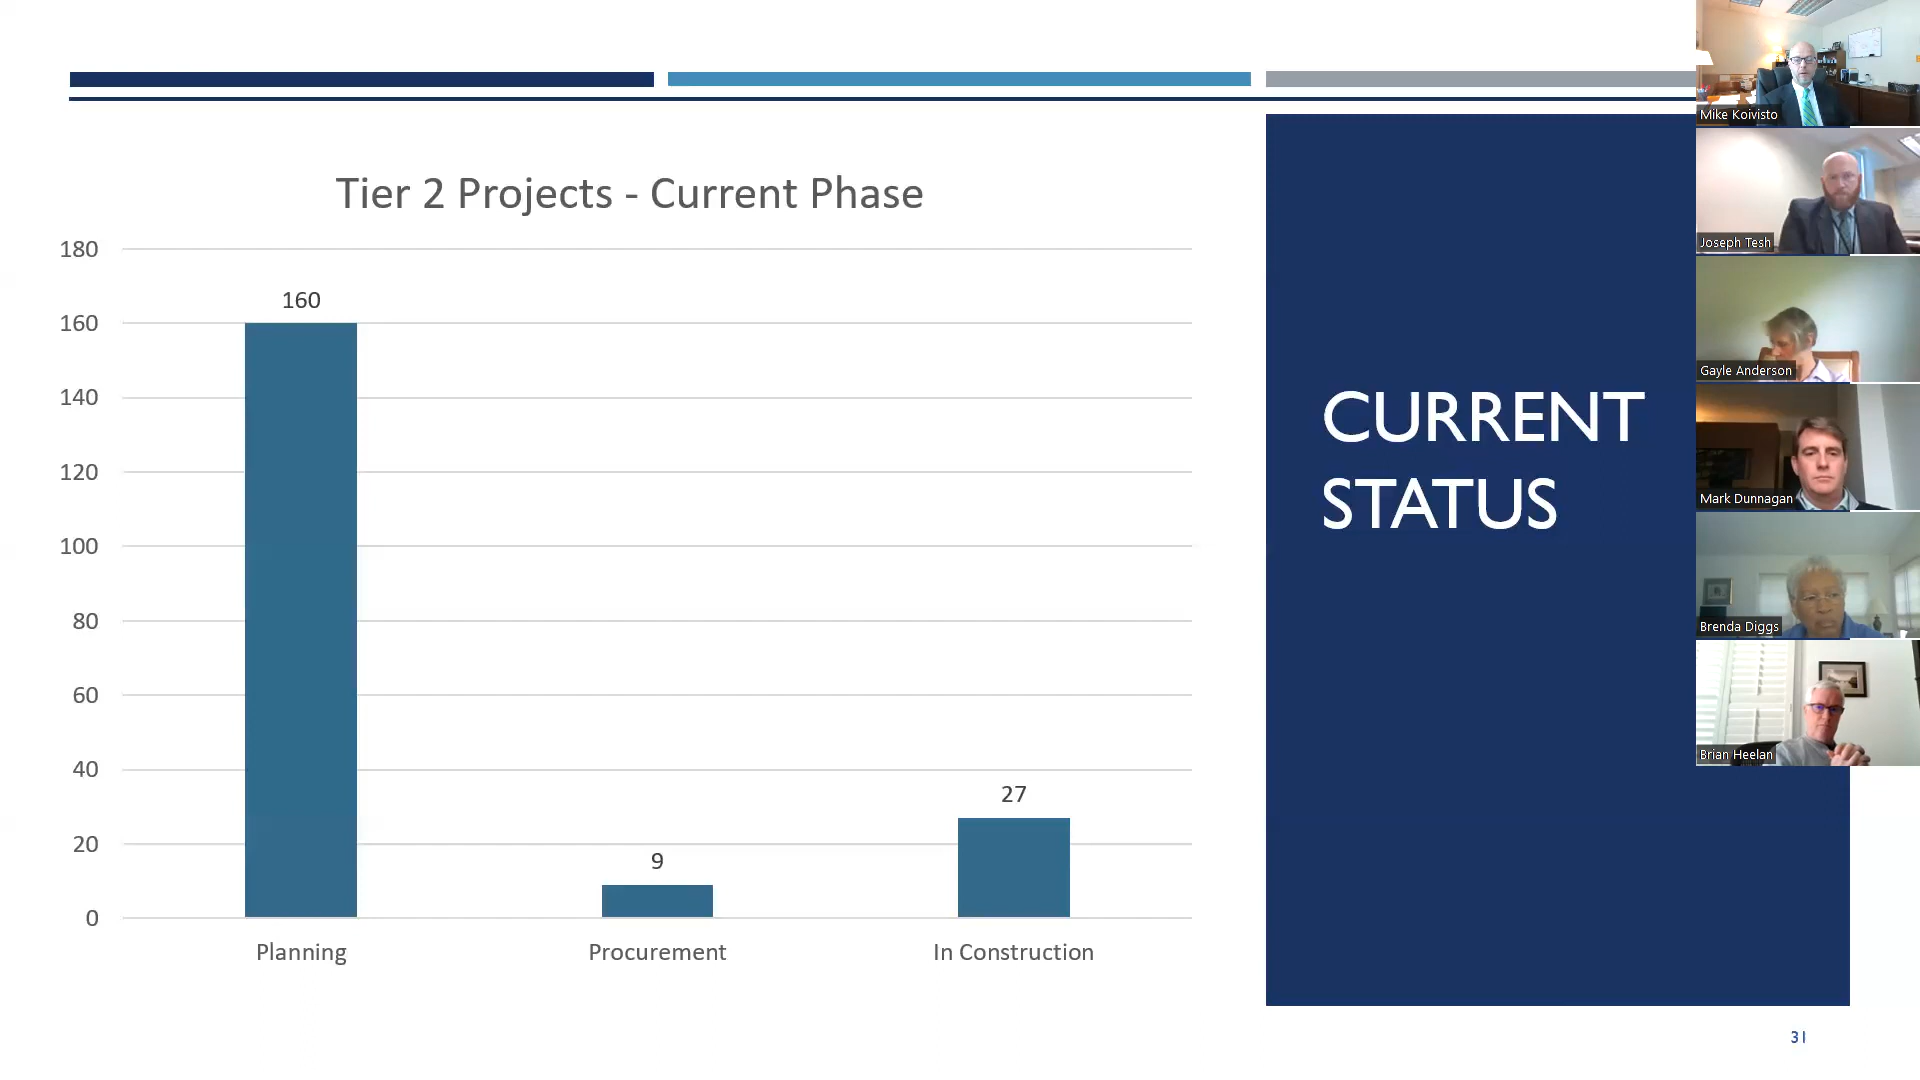 Tier 2 Projects - Current Phase
180
160
140
120
100
80
60
40
20
0
160
9
27
Planning
Procurement
In Construction
CURRENT
STATUS
Mike Koivisto
Joseph Tesh
Gayle Anderson
Mark Dunnagan
Brenda Diggs
Brian Heelan
31